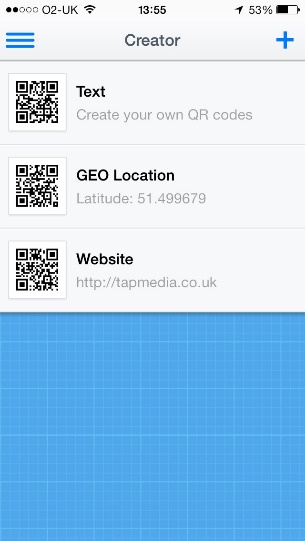 O2-UK 13:55 53%
Creator
Text
Create your own QR codes
GEO Location
Latitude: 51.499679
Website
http://tapmedia.co.uk